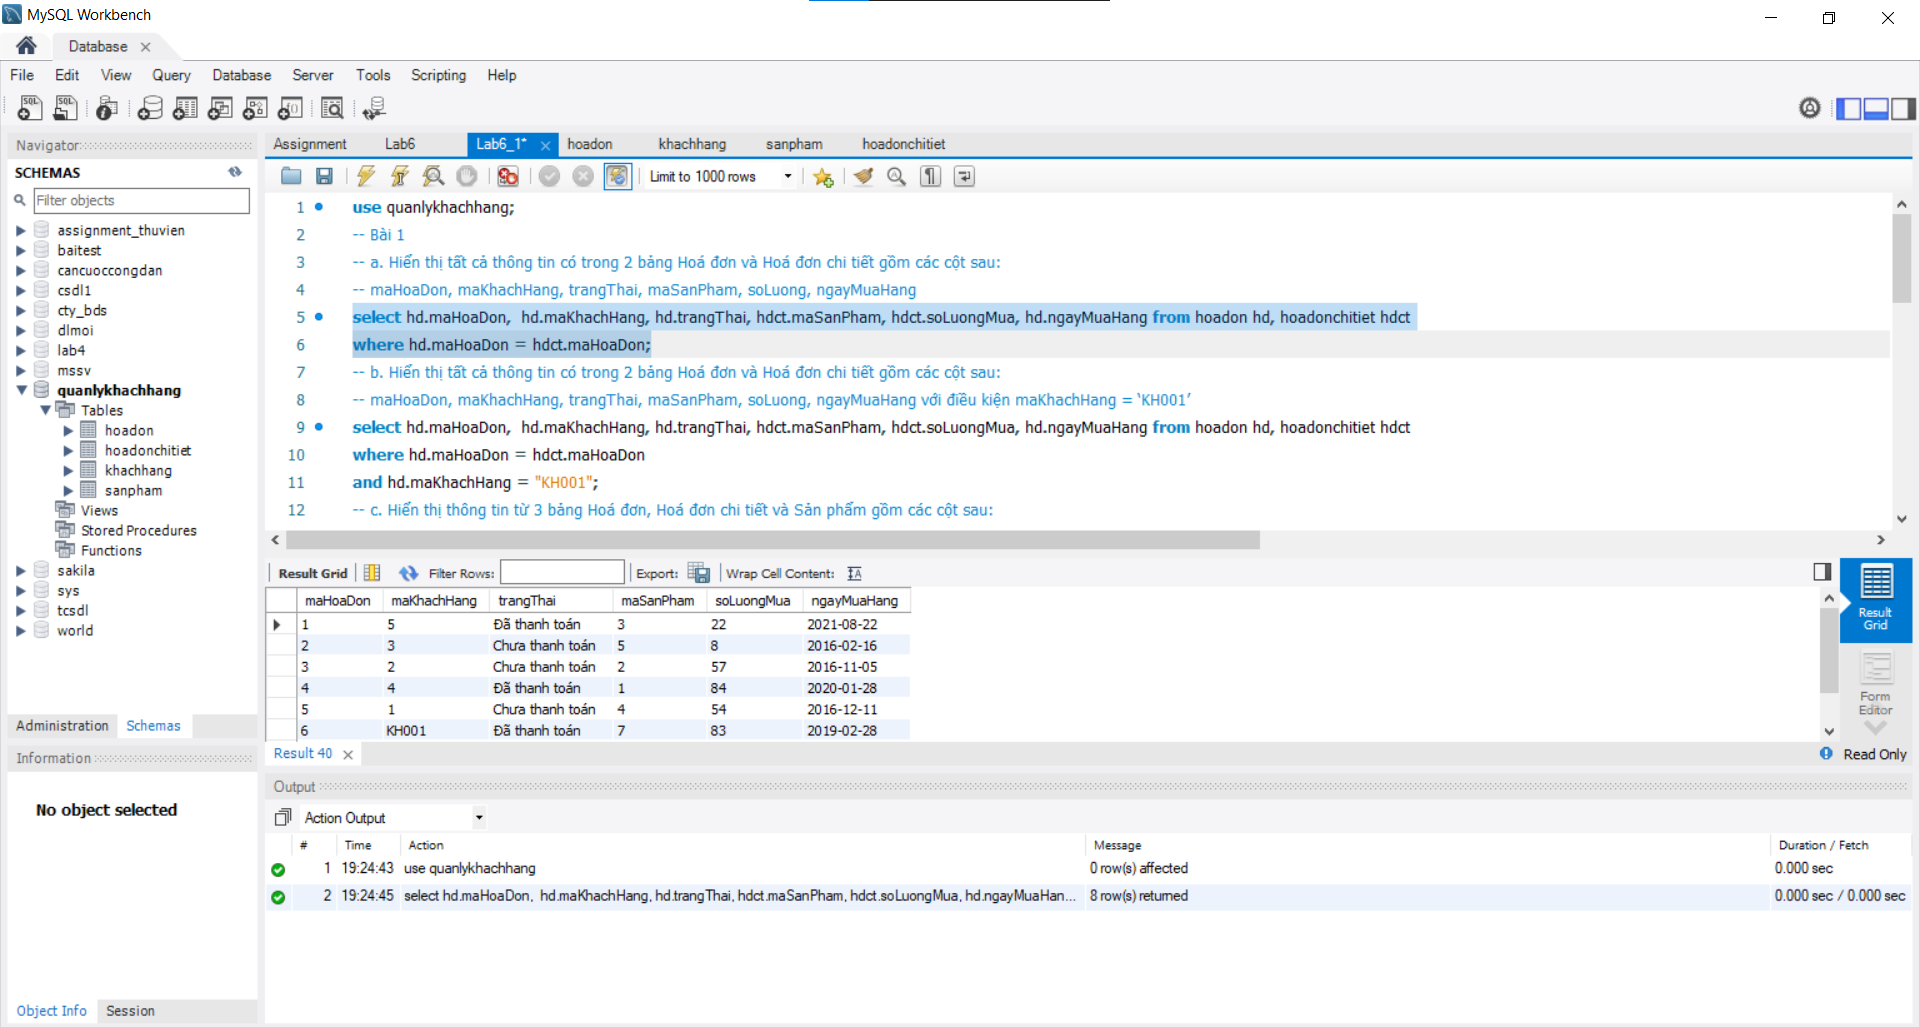 MySQL Workbench
Database
File Edit View Query Database Server Tools Scripting Help
Navigator
SCHEMAS
Filter objects
assignment_thuvien
baitest
cancuoccongdan
csdl1
cty_bds
dlmoi
lab4
mssv
quanlykhachhang
Tables
hoadon
hoadonchitiet
khachhang
sanpham
Views
Stored Procedures
Functions
sakila
sys
tcsdl
world
Administration Schemas
Information
No object selected
Object Info Session
Assignment Lab6 Lab6_1* hoadon khachhang sanpham hoadonchitiet
Limit to 1000 rows
1 use quanlykhachhang;
2 -- Bài 1
3 -- a. Hiển thị tất cả thông tin có trong 2 bảng Hoá đơn và Hoá đơn chi tiết gồm các cột sau:
4 -- maHoaDon, maKhachHang, trangThai, maSanPham, soLuong, ngayMuaHang
5 select hd.maHoaDon, hd.maKhachHang, hd.trangThai, hdct.maSanPham, hdct.soLuongMua, hd.ngayMuaHang from hoadon hd, hoadonchitiet hdct
6 where hd.maHoaDon = hdct.maHoaDon;
7 -- b. Hiển thị tất cả thông tin có trong 2 bảng Hoá đơn và Hoá đơn chi tiết gồm các cột sau:
8 -- maHoaDon, maKhachHang, trangThai, maSanPham, soLuong, ngayMuaHang với điều kiện maKhachHang = ‘KH001’
9 select hd.maHoaDon, hd.maKhachHang, hd.trangThai, hdct.maSanPham, hdct.soLuongMua, hd.ngayMuaHang from hoadon hd, hoadonchitiet hdct
10 where hd.maHoaDon = hdct.maHoaDon
11 and hd.maKhachHang = "KH001";
12 -- c. Hiển thị thông tin từ 3 bảng Hoá đơn, Hoá đơn chi tiết và Sản phẩm gồm các cột sau:
Result Grid Filter Rows: Export: Wrap Cell Content:
maHoaDon maKhachHang trangThai maSanPham soLuongMua ngayMuaHang
1 5 Đã thanh toán 3 22 2021-08-22
2 3 Chưa thanh toán 5 8 2016-02-16
3 2 Chưa thanh toán 2 57 2016-11-05
4 4 Đã thanh toán 1 84 2020-01-28
5 1 Chưa thanh toán 4 54 2016-12-11
6 KH001 Đã thanh toán 7 83 2019-02-28
Result Grid
Form Editor
Result 40
Read Only
Output
Action Output
# Time Action Message Duration / Fetch
1 19:24:43 use quanlykhachhang 0 row(s) affected 0.000 sec
2 19:24:45 select hd.maHoaDon, hd.maKhachHang, hd.trangThai, hdct.maSanPham, hdct.soLuongMua, hd.ngayMuaHan... 8 row(s) returned 0.000 sec / 0.000 sec